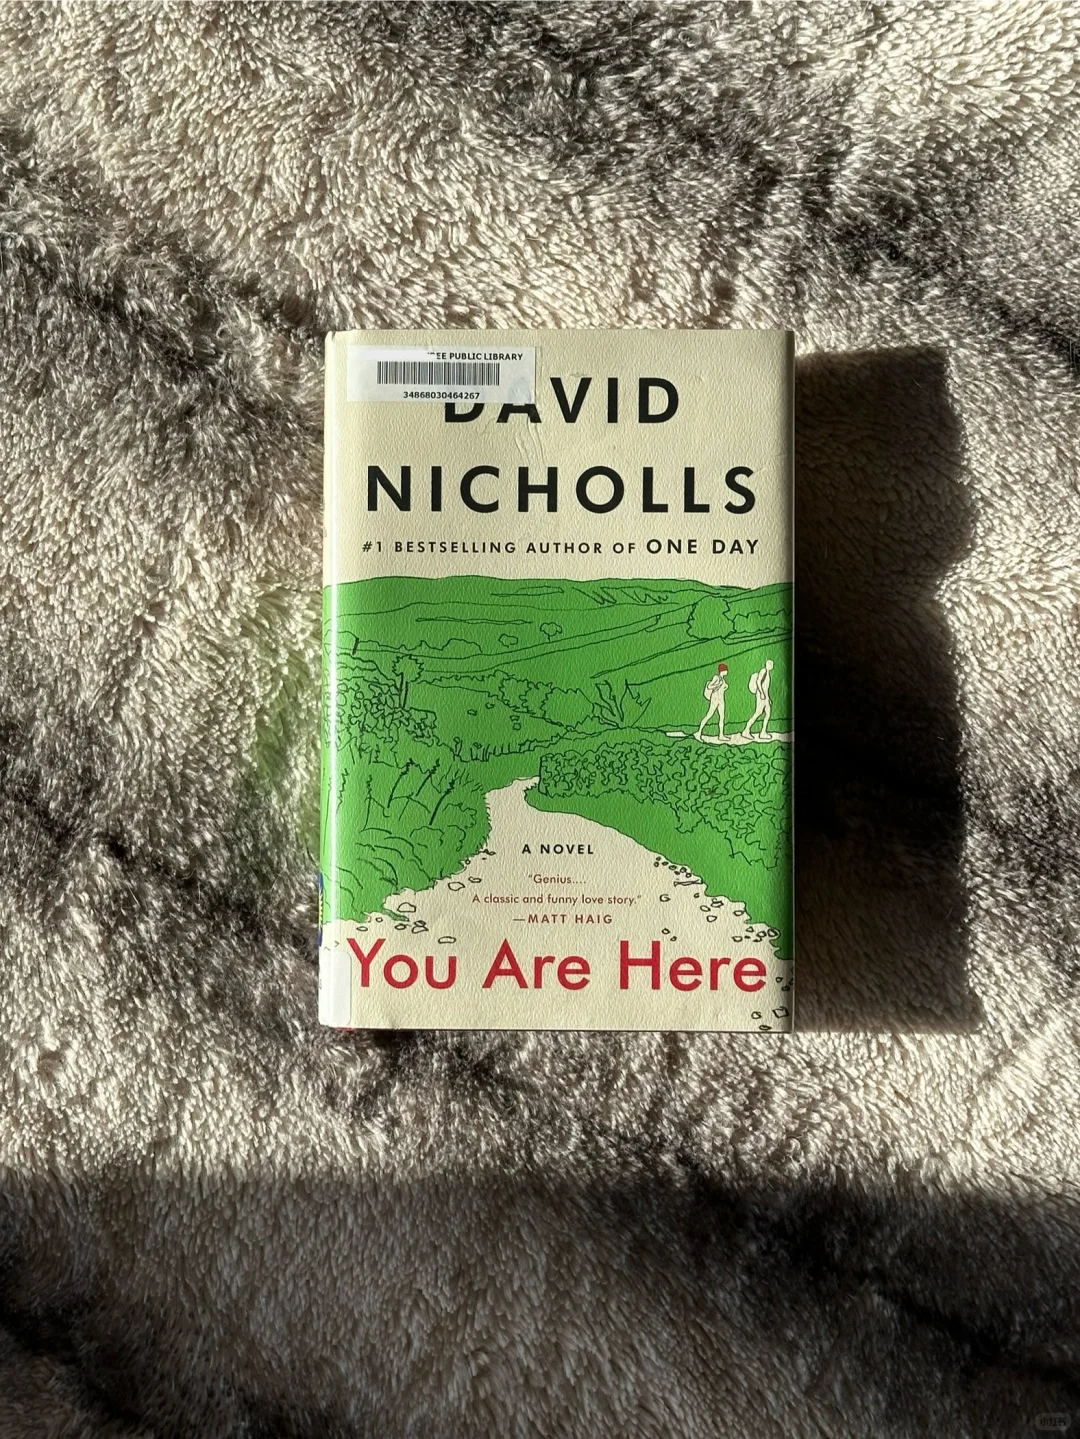 EE PUBLIC LIBRARY
34868030464267
DAVID
NICHOLLS
#1 BESTSELLING AUTHOR OF ONE DAY
A NOVEL
"Genius....
A classic and funny love story."
—MATT HAIG
You Are Here